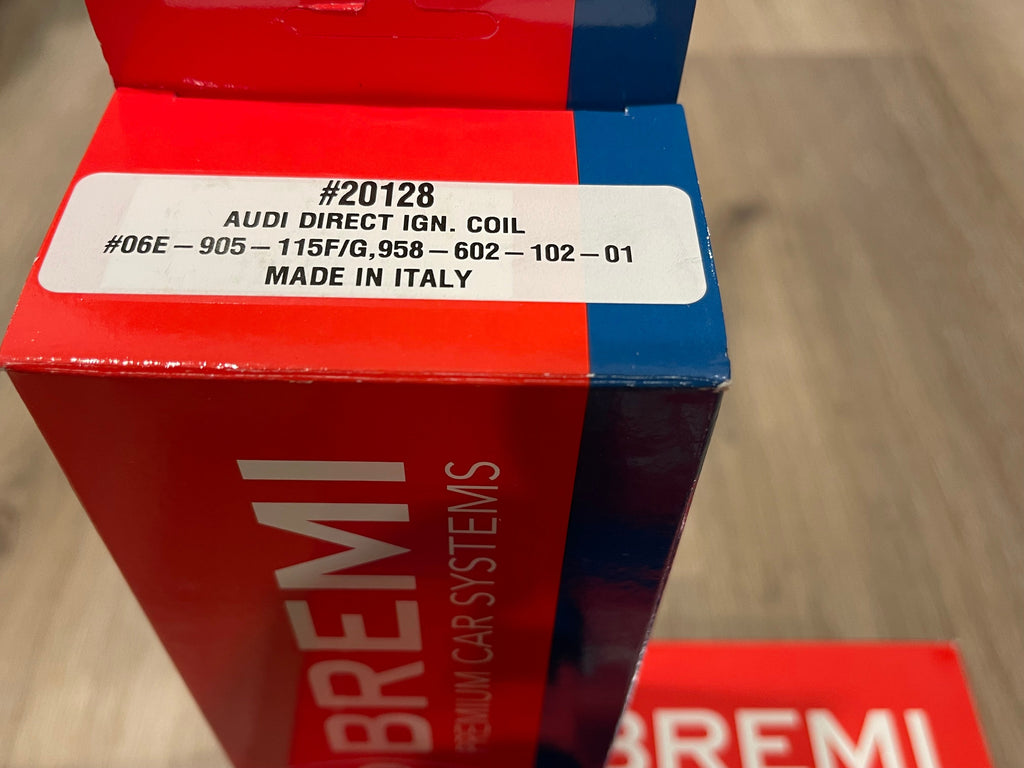 #20128
AUDI DIRECT IGN. COIL
#06E-905-115F/G,958-602-102-01
MADE IN ITALY
BREMI
PREMIUM CAR SYSTEMS
BREMI